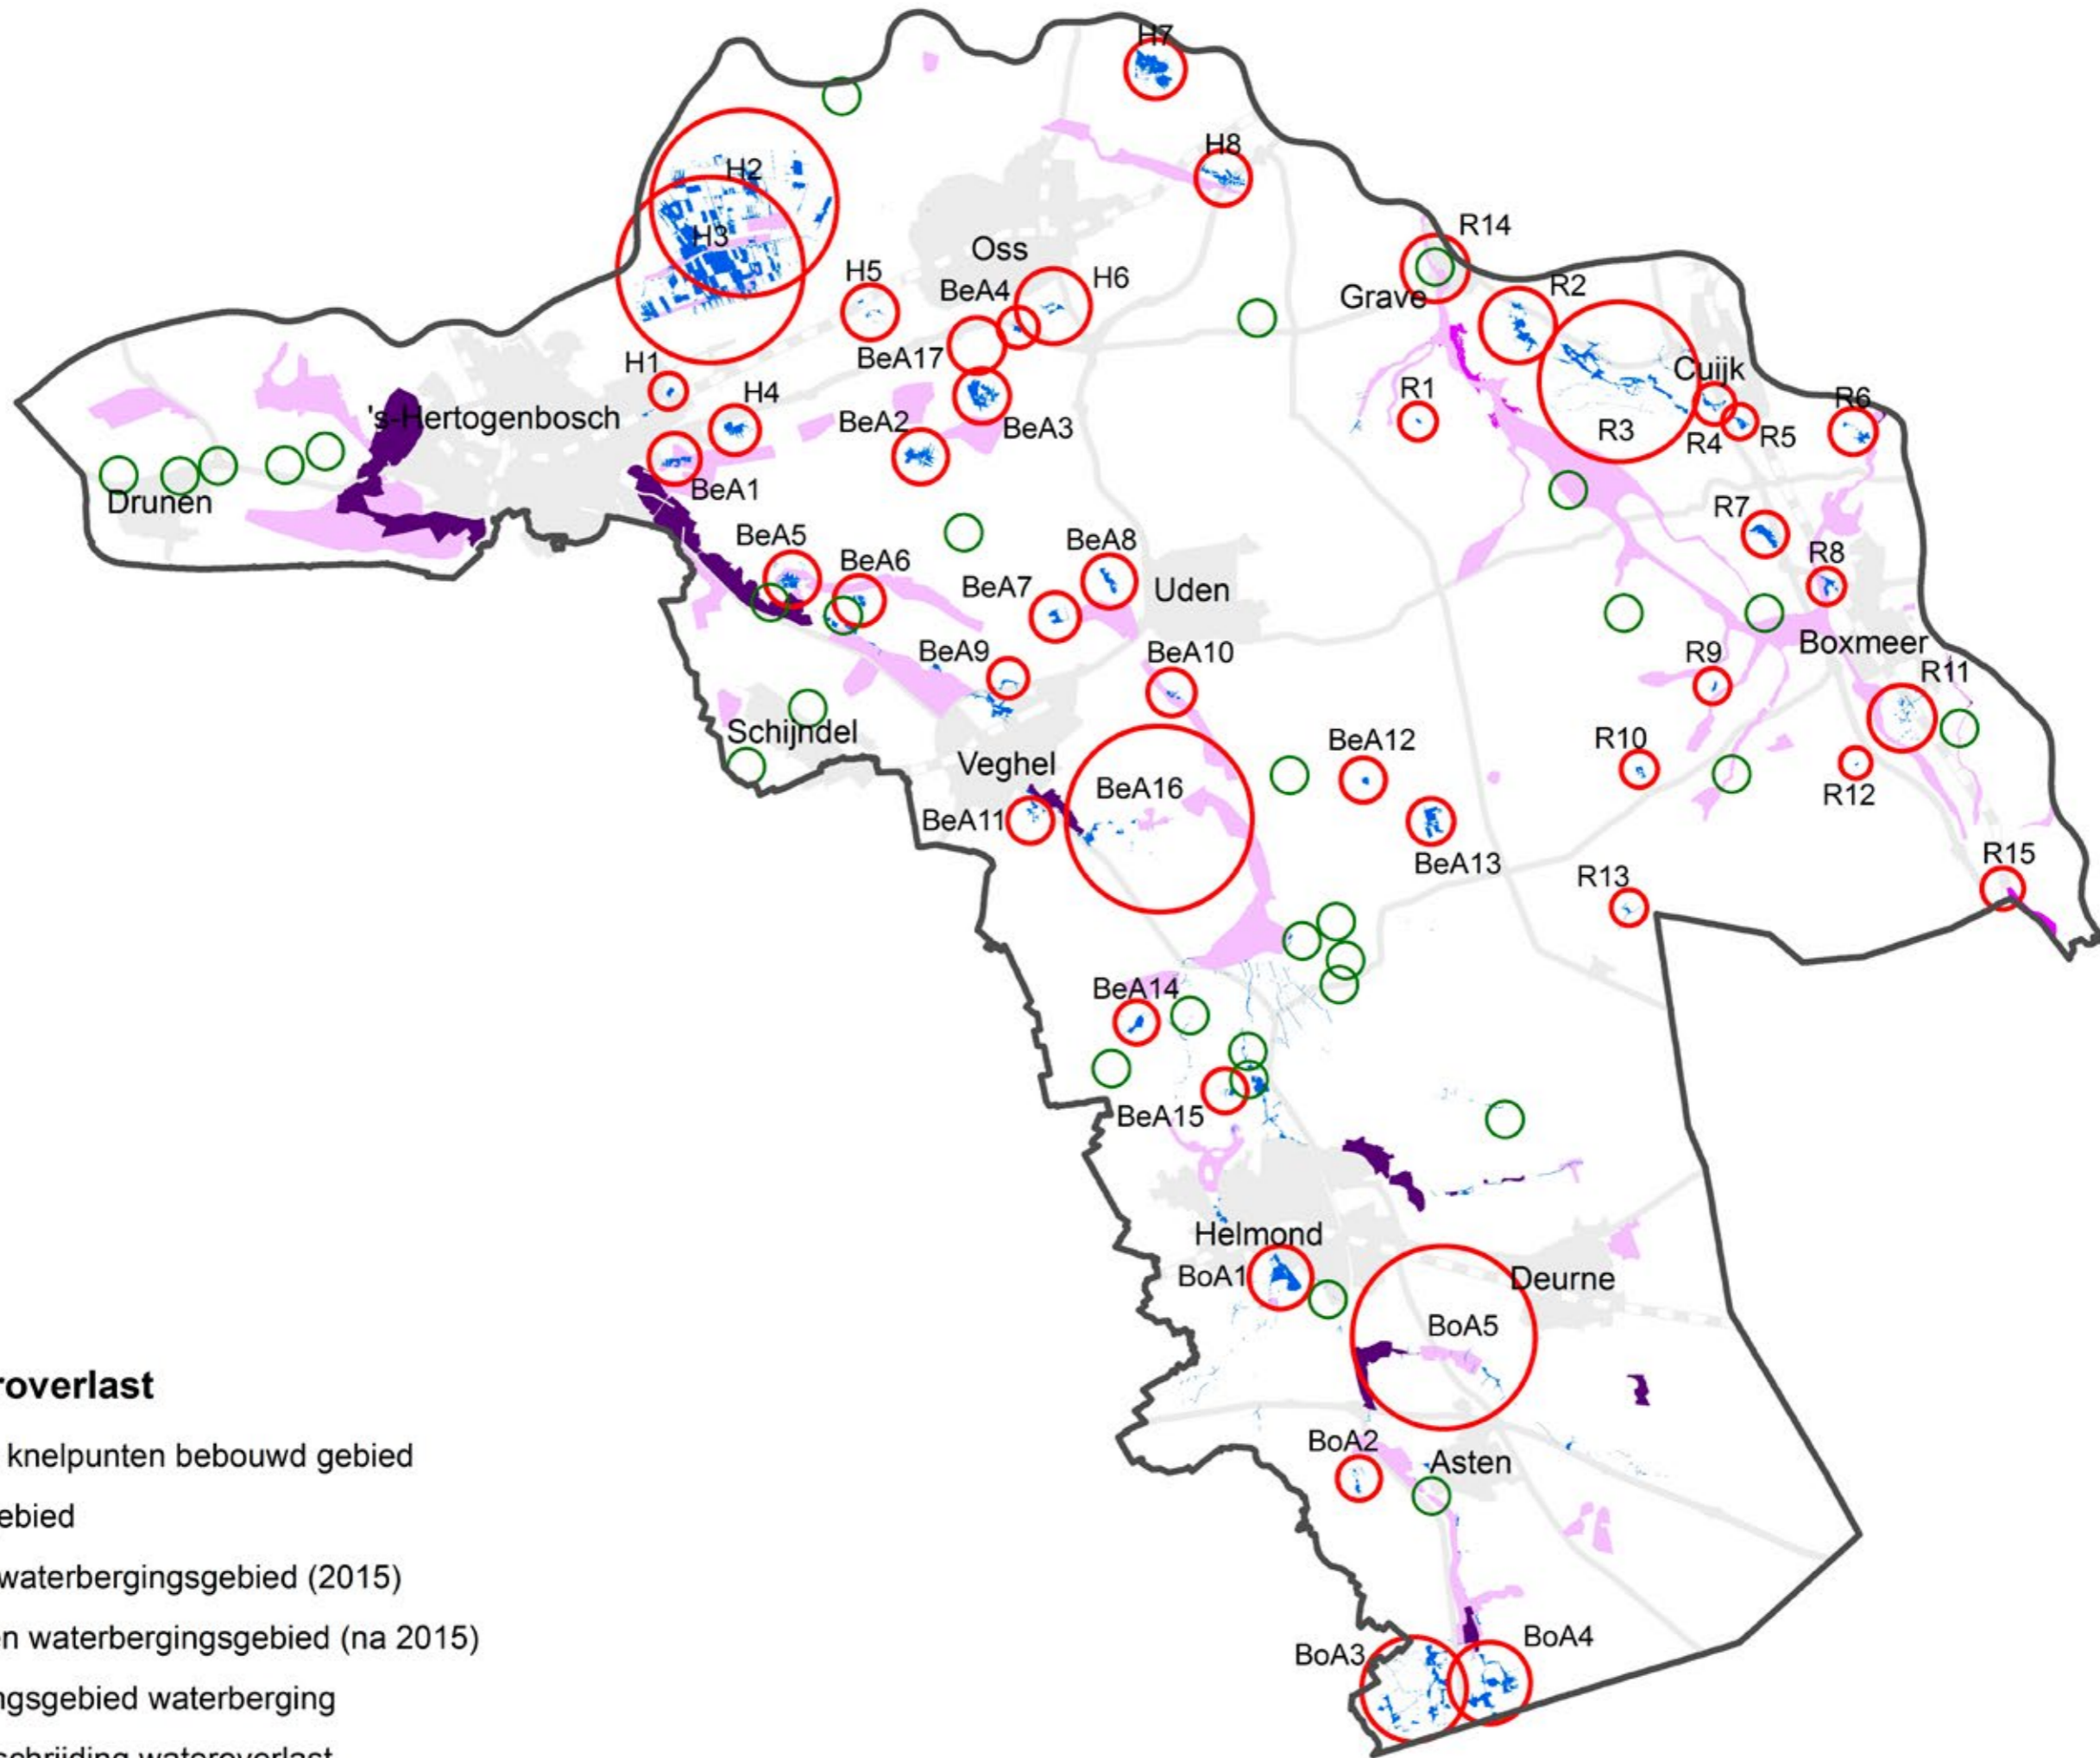 H7
H8
H2
H3
R14
Oss
H5
BeA4
H6
Grave
R2
BeA17
H1
H4
Cuijk
R1
R6
's-Hertogenbosch
BeA2
BeA3
R3
R4
R5
BeA1
Drunen
R7
BeA5
BeA6
BeA8
R8
BeA7
Uden
Boxmeer
BeA9
BeA10
R9
R11
Schijndel
BeA12
R10
Veghel
BeA16
R12
BeA11
BeA13
R15
R13
BeA14
BeA15
Helmond
BoA1
Deurne
BoA5
roverlast
knelpunten bebouwd gebied
BoA2
Asten
ebied
waterbergingsgebied (2015)
en waterbergingsgebied (na 2015)
BoA3
BoA4
ngsgebied waterberging